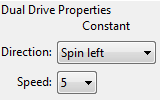 Dual Drive Properties
Constant
Direction: Spin left
Speed: 5